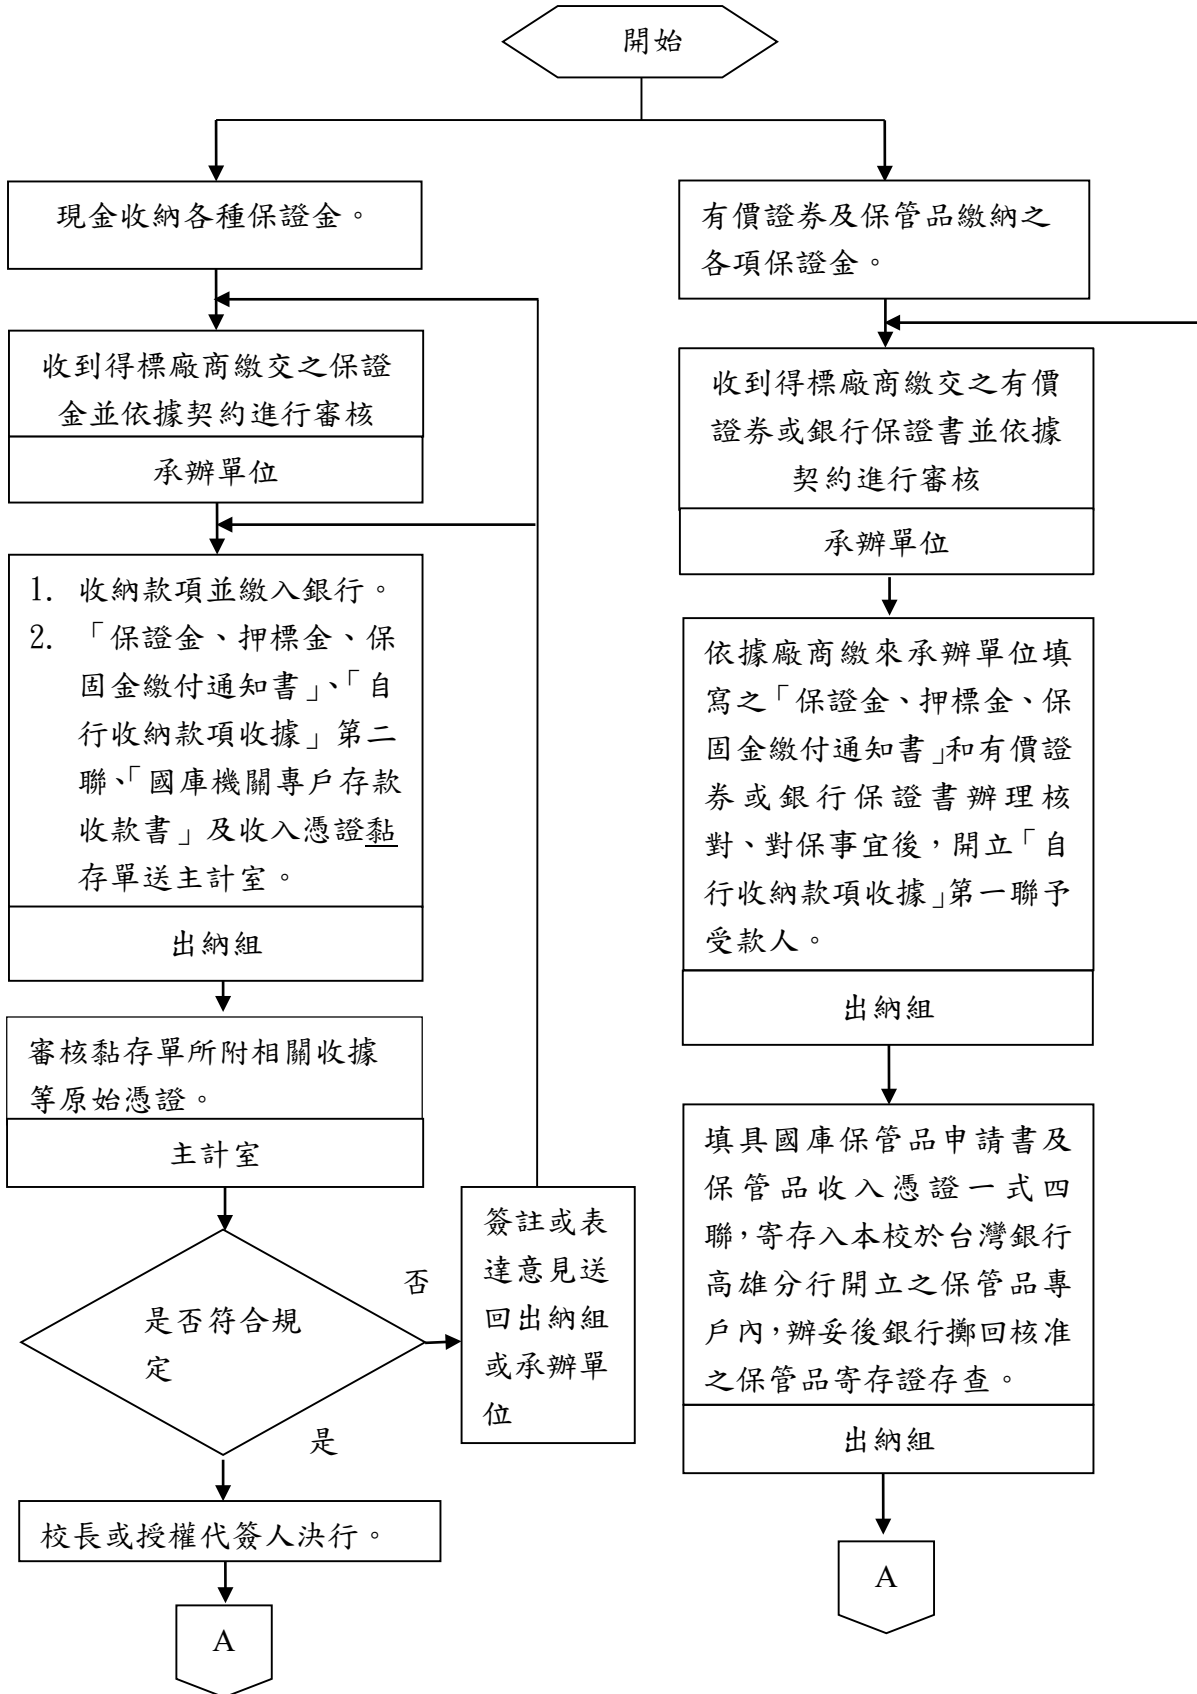 開始
現金收納各種保證金。
收到得標廠商繳交之保證
金並依據契約進行審核
承辦單位
1. 收納款項並繳入銀行。
2. 「保證金、押標金、保
固金繳付通知書」、「自
行收納款項收據」第二
聯、「國庫機關專戶存款
收款書」及收入憑證黏
存單送主計室。
出納組
審核黏存單所附相關收據
等原始憑證。
主計室
是否符合規
定
否
是
簽註或表
達意見送
回出納組
或承辦單
位
校長或授權代簽人決行。
A
有價證券及保管品繳納之
各項保證金。
收到得標廠商繳交之有價
證券或銀行保證書並依據
契約進行審核
承辦單位
依據廠商繳來承辦單位填
寫之「保證金、押標金、保
固金繳付通知書」和有價證
券或銀行保證書辦理核
對、對保事宜後，開立「自
行收納款項收據」第一聯予
受款人。
出納組
填具國庫保管品申請書及
保管品收入憑證一式四
聯，寄存入本校於台灣銀行
高雄分行開立之保管品專
戶內，辦妥後銀行擲回核准
之保管品寄存證存查。
出納組
A